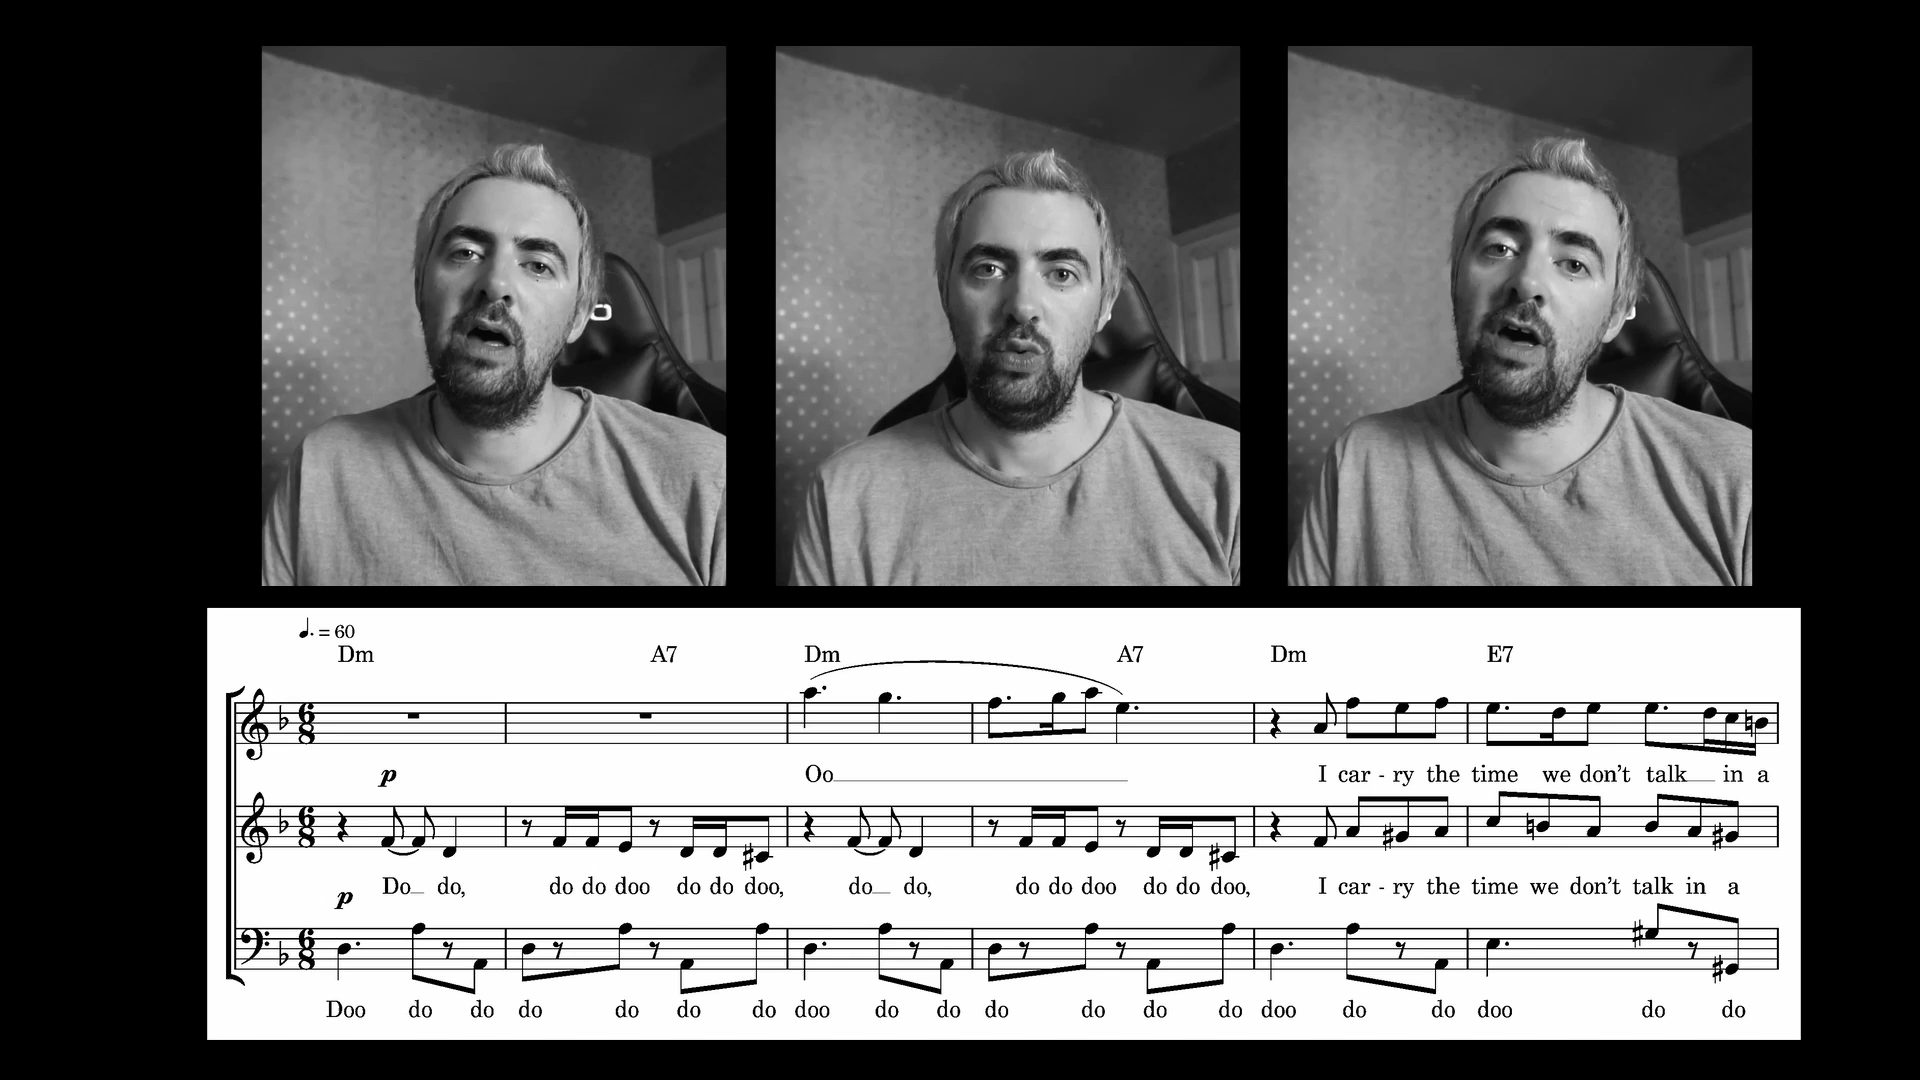 ♩. = 60
Dm A7 Dm A7 Dm E7
Oo I car - ry the time we don't talk in a
p
Do do, do do doo do do doo, do do, do do doo do do doo, I car - ry the time we don't talk in a
p
Doo do do do do do do doo do do do do do do doo do do doo do do